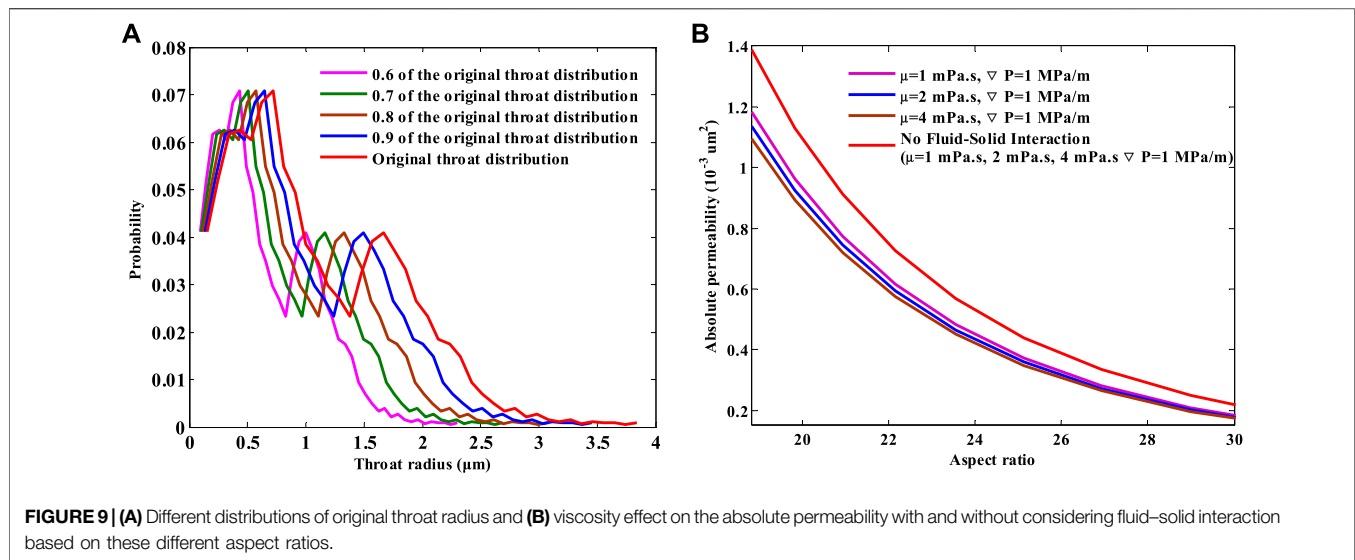 A
0.08
0.07
0.06
0.05
0.04
0.03
0.02
0.01
0
Probability
0.6 of the original throat distribution
0.7 of the original throat distribution
0.8 of the original throat distribution
0.9 of the original throat distribution
Original throat distribution
0 0.5 1 1.5 2 2.5 3 3.5 4
Throat radius (μm)
B
1.4
1.2
1
0.8
0.6
0.4
0.2
Absolute permeability (10⁻³ um²)
μ=1 mPa.s, ▽ P=1 MPa/m
μ=2 mPa.s, ▽ P=1 MPa/m
μ=4 mPa.s, ▽ P=1 MPa/m
No Fluid-Solid Interaction
(μ=1 mPa.s, 2 mPa.s, 4 mPa.s ▽ P=1 MPa/m)
20 22 24 26 28 30
Aspect ratio
FIGURE 9 | (A) Different distributions of original throat radius and (B) viscosity effect on the absolute permeability with and without considering fluid–solid interaction
based on these different aspect ratios.